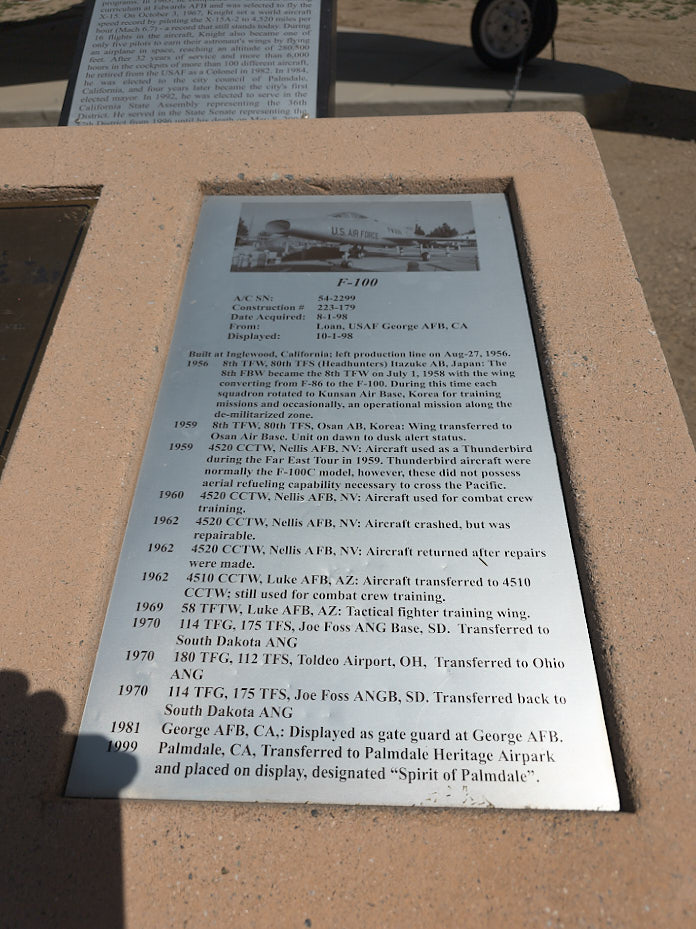 programs. In 1963,
curriculum at Edwards AFB and was selected to fly the
X-15. On October 3, 1967, Knight set a world aircraft
speed record by piloting the X-15A-2 to 4,520 miles per
hour (Mach 6.7) - a record that still stands today. During
16 flights in the aircraft, Knight also became one of
only five pilots to earn their astronaut's wings by flying
an airplane in space, reaching an altitude of 280,500
feet. After 32 years of service and more than 6,000
hours in the cockpits of more than 100 different aircraft,
he retired from the USAF as a Colonel in 1982. In 1984,
he was elected to the city council of Palmdale,
California, and four years later became the city's first
elected mayor. In 1992, he was elected to serve in the
California State Assembly representing the 36th
District. He served in the State Senate representing the
17th District from 1996 until his death on May
U.S. AIR FORCE
F-100
A/C SN: 54-2299
Construction # 223-179
Date Acquired: 8-1-98
From: Loan, USAF George AFB, CA
Displayed: 10-1-98
Built at Inglewood, California; left production line on Aug-27, 1956.
1956 8th TFW, 80th TFS (Headhunters) Itazuke AB, Japan: The
8th FBW became the 8th TFW on July 1, 1958 with the wing
converting from F-86 to the F-100. During this time each
squadron rotated to Kunsan Air Base, Korea for training
missions and occasionally, an operational mission along the
de-militarized zone.
1959 8th TFW, 80th TFS, Osan AB, Korea: Wing transferred to
Osan Air Base. Unit on dawn to dusk alert status.
1959 4520 CCTW, Nellis AFB, NV: Aircraft used as a Thunderbird
during the Far East Tour in 1959. Thunderbird aircraft were
normally the F-100C model, however, these did not possess
aerial refueling capability necessary to cross the Pacific.
1960 4520 CCTW, Nellis AFB, NV: Aircraft used for combat crew
training.
1962 4520 CCTW, Nellis AFB, NV: Aircraft crashed, but was
repairable.
1962 4520 CCTW, Nellis AFB, NV: Aircraft returned after repairs
were made.
1962 4510 CCTW, Luke AFB, AZ: Aircraft transferred to 4510
CCTW; still used for combat crew training.
1969 58 TFTW, Luke AFB, AZ: Tactical fighter training wing.
1970 114 TFG, 175 TFS, Joe Foss ANG Base, SD. Transferred to
South Dakota ANG
1970 180 TFG, 112 TFS, Toldeo Airport, OH, Transferred to Ohio
ANG
1970 114 TFG, 175 TFS, Joe Foss ANGB, SD. Transferred back to
South Dakota ANG
1981 George AFB, CA,: Displayed as gate guard at George AFB.
1999 Palmdale, CA, Transferred to Palmdale Heritage Airpark
and placed on display, designated “Spirit of Palmdale”.